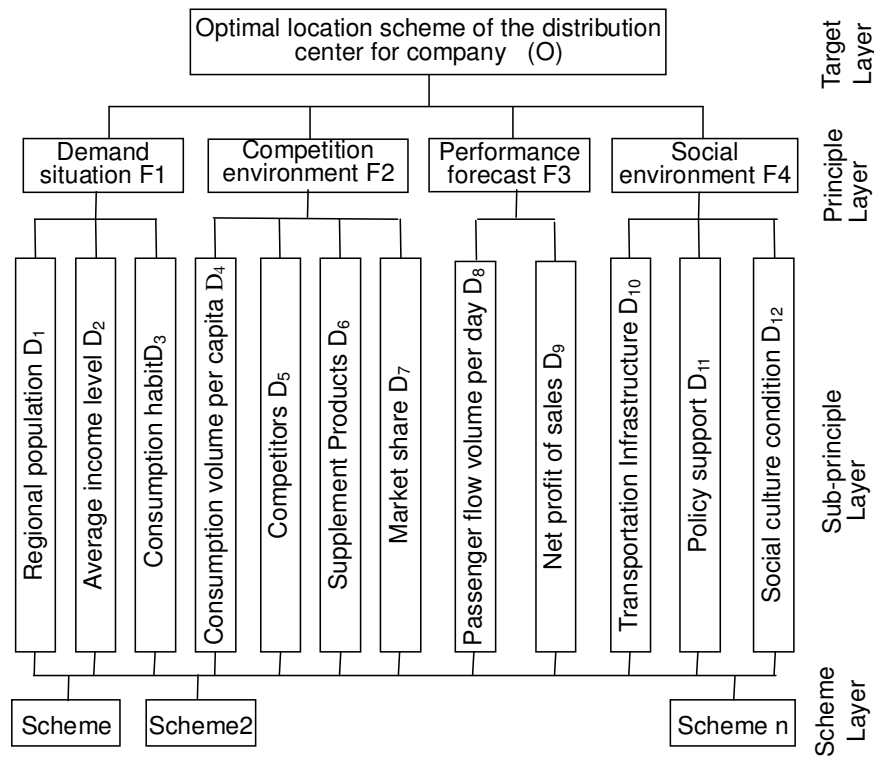 Optimal location scheme of the distribution
center for company (O)
Target
Layer
Demand
situation F1
Competition
environment F2
Performance
forecast F3
Social
environment F4
Principle
Layer
Regional population D₁
Average income level D₂
Consumption habitD₃
Consumption volume per capita D₄
Competitors D₅
Supplement Products D₆
Market share D₇
Passenger flow volume per day D₈
Net profit of sales D₉
Transportation Infrastructure D₁₀
Policy support D₁₁
Social culture condition D₁₂
Sub-principle
Layer
Scheme
Scheme2
Scheme n
Scheme
Layer